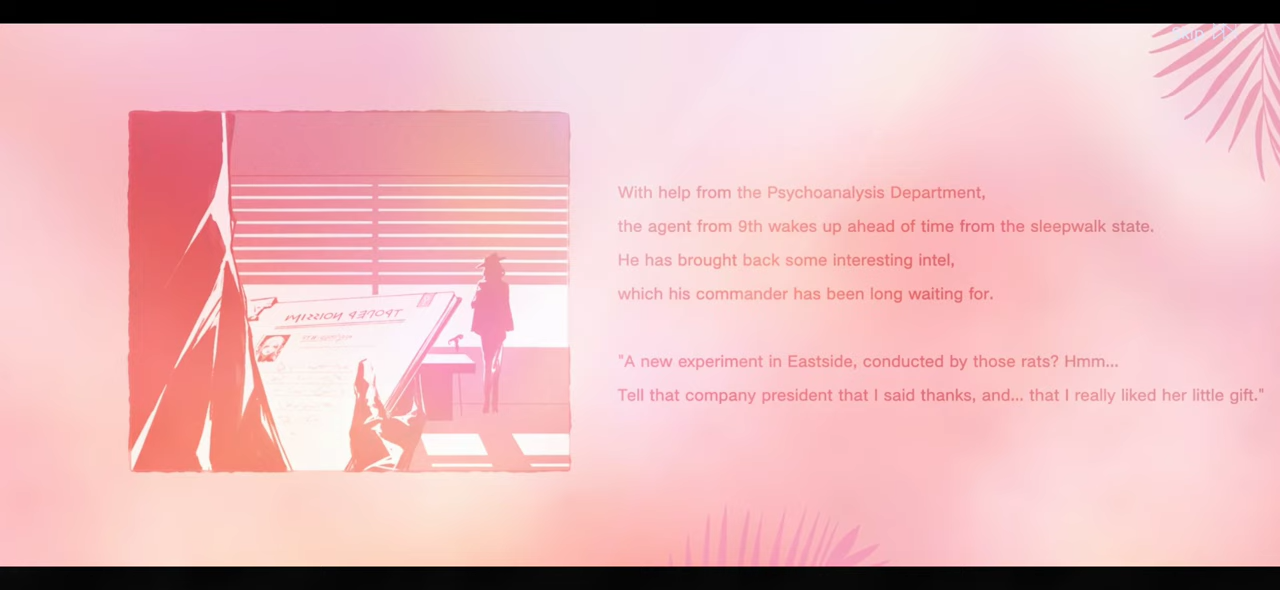 Skip
MISSION REPORT
With help from the Psychoanalysis Department,
the agent from 9th wakes up ahead of time from the sleepwalk state.
He has brought back some interesting intel,
which his commander has been long waiting for.
"A new experiment in Eastside, conducted by those rats? Hmm...
Tell that company president that I said thanks, and... that I really liked her little gift."